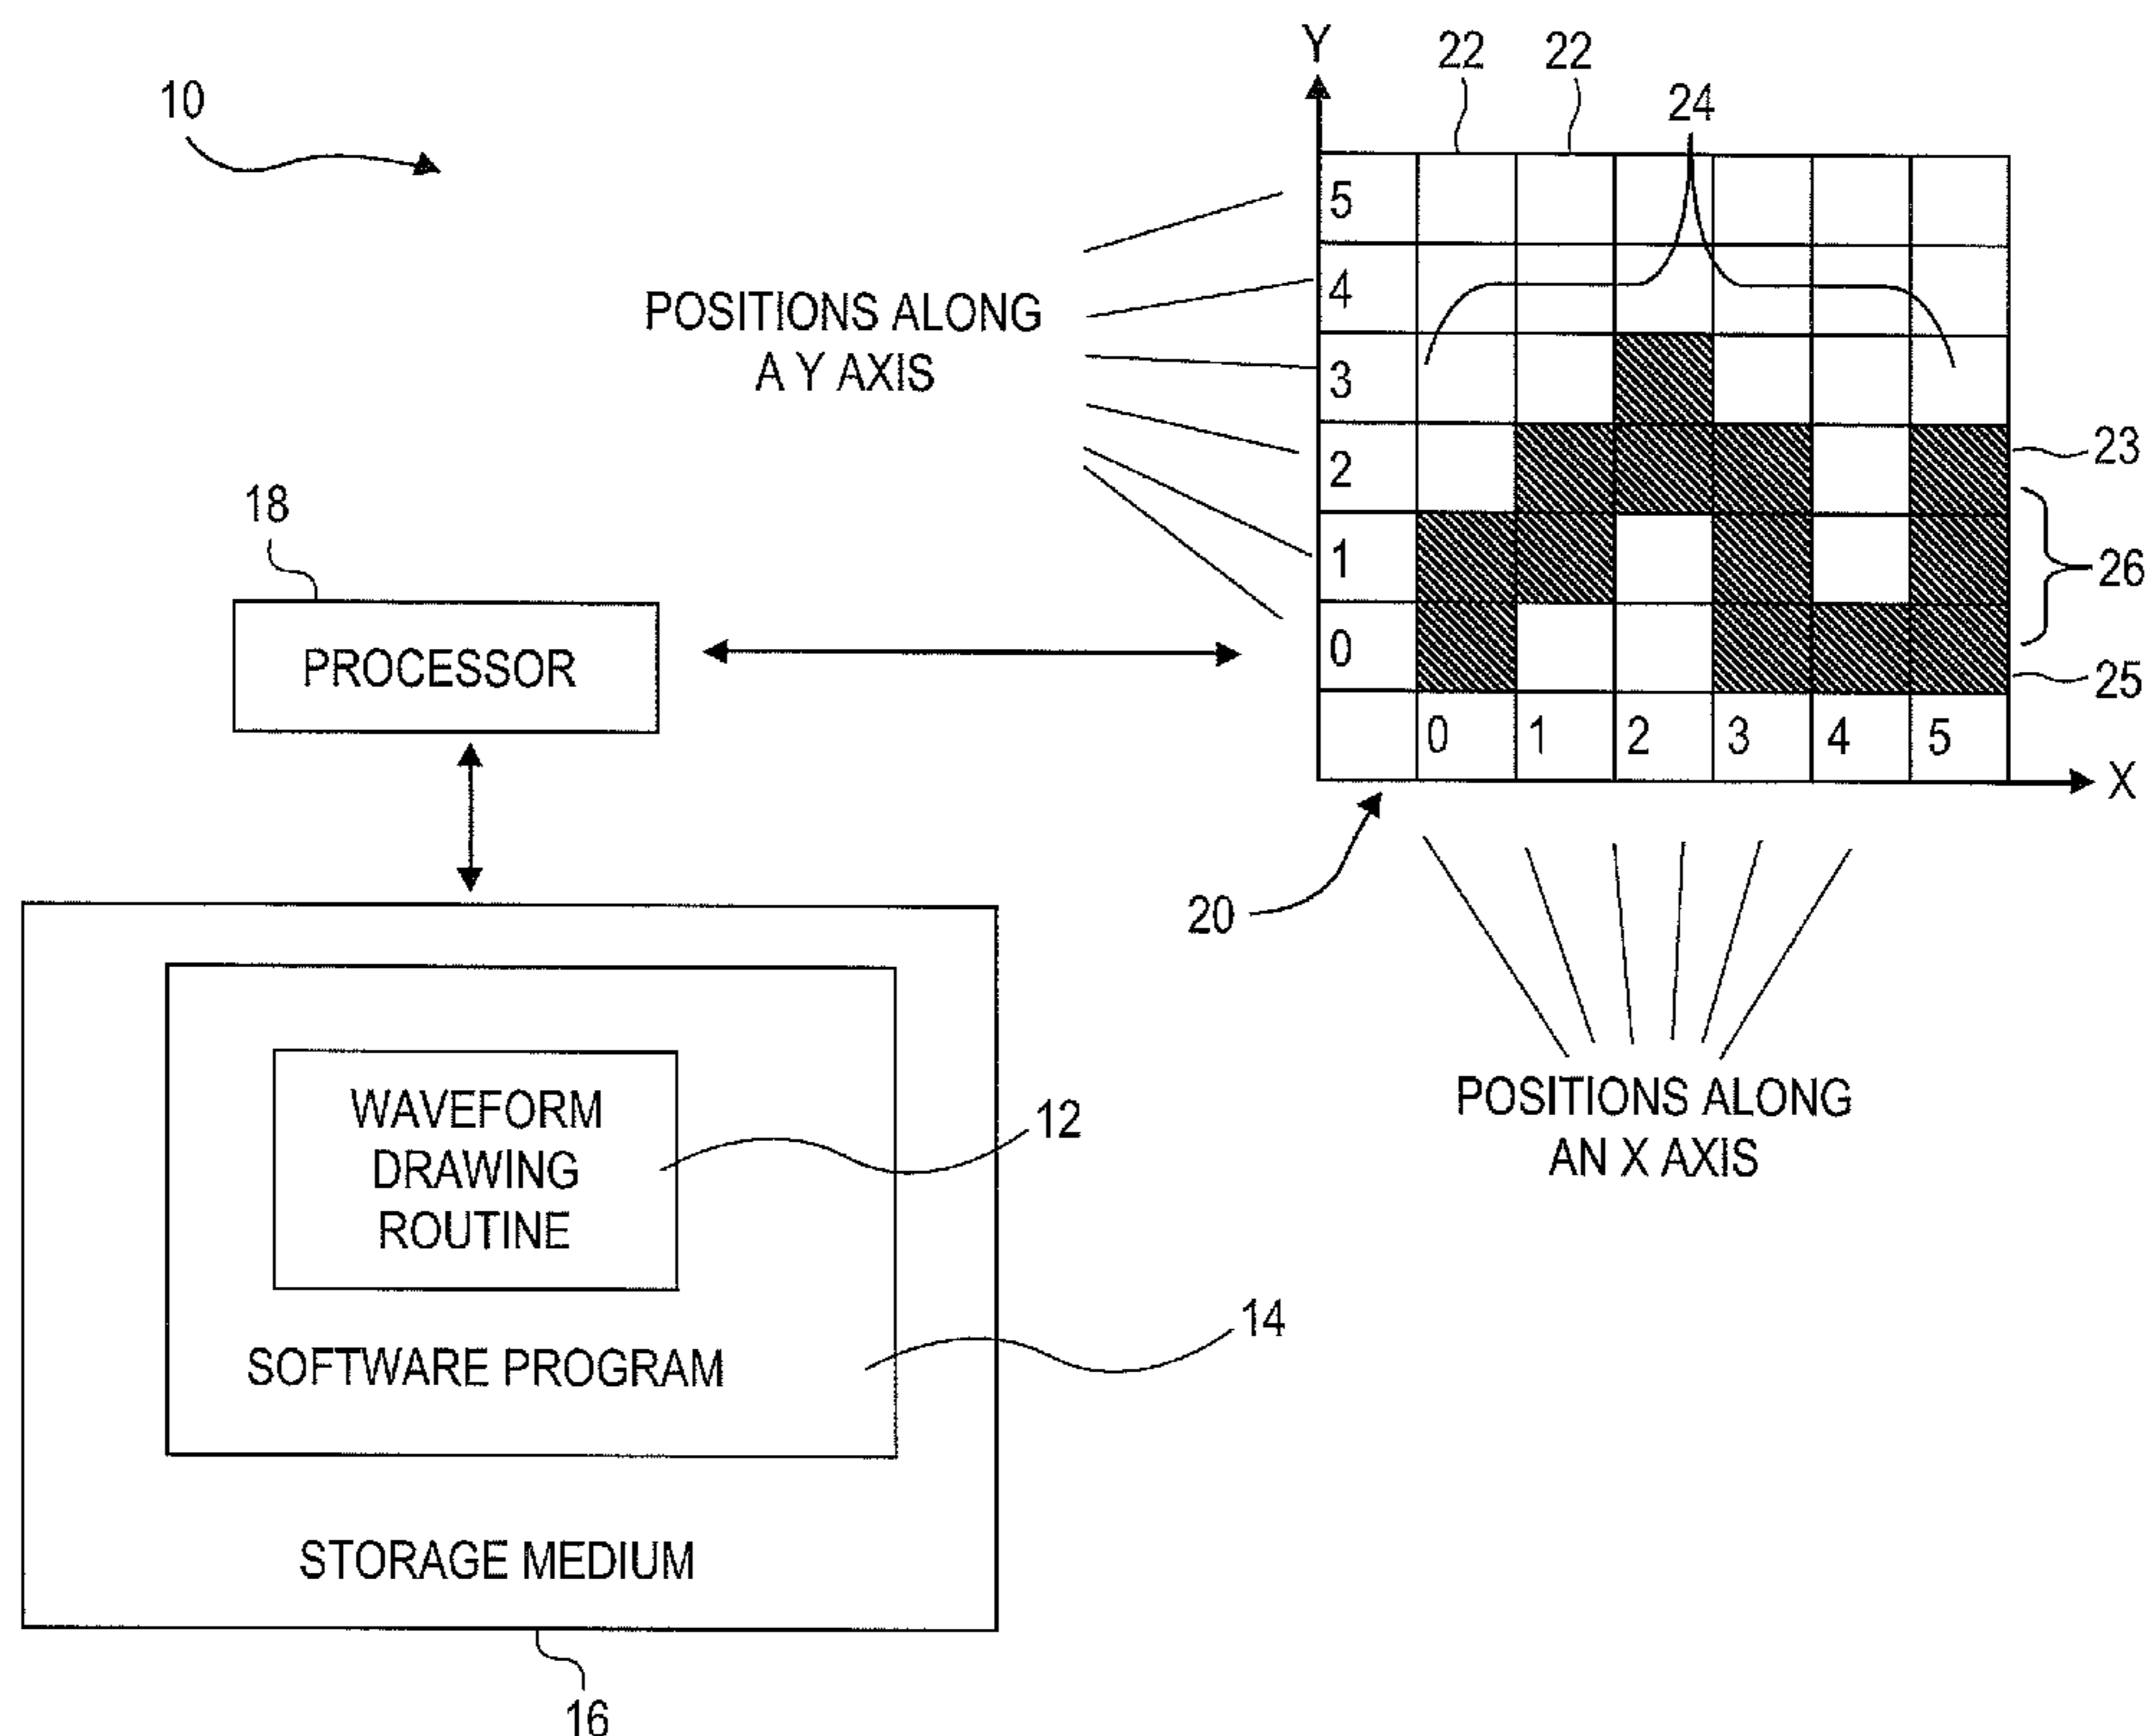 10
Y
22
22
24
5
4
3
2
1
0
0 1 2 3 4 5
X
23
26
25
20
POSITIONS ALONG
A Y AXIS
18
PROCESSOR
POSITIONS ALONG
AN X AXIS
WAVEFORM
DRAWING
ROUTINE
12
SOFTWARE PROGRAM
14
STORAGE MEDIUM
16